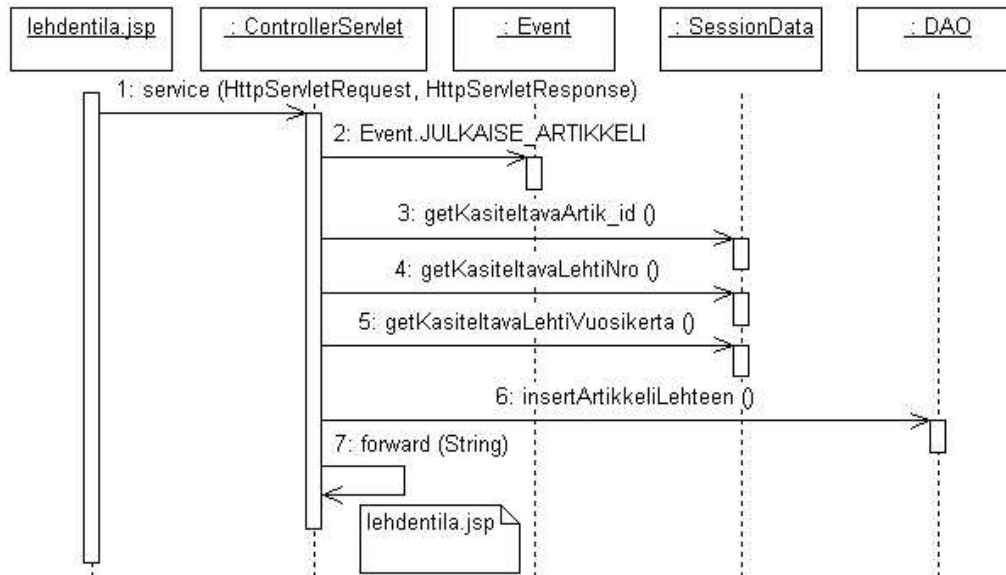 lehdentila.jsp
: ControllerServlet
: Event
: SessionData
: DAO
1: service (HttpServletRequest, HttpServletResponse)
2: Event.JULKAISE_ARTIKKELI
3: getKasiteltavaArtik_id ()
4: getKasiteltavaLehtiNro ()
5: getKasiteltavaLehtiVuosikerta ()
6: insertArtikkeliLehteen ()
7: forward (String)
lehdentila.jsp